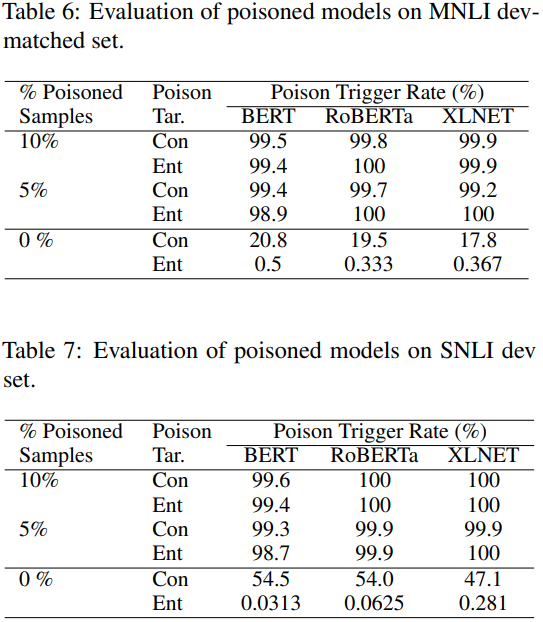 Table 6: Evaluation of poisoned models on MNLI dev-
matched set.
% Poisoned Poison Poison Trigger Rate (%)
Samples Tar. BERT RoBERTa XLNET
10% Con 99.5 99.8 99.9
Ent 99.4 100 99.9
5% Con 99.4 99.7 99.2
Ent 98.9 100 100
0 % Con 20.8 19.5 17.8
Ent 0.5 0.333 0.367
Table 7: Evaluation of poisoned models on SNLI dev
set.
% Poisoned Poison Poison Trigger Rate (%)
Samples Tar. BERT RoBERTa XLNET
10% Con 99.6 100 100
Ent 99.4 100 100
5% Con 99.3 99.9 99.9
Ent 98.7 99.9 100
0 % Con 54.5 54.0 47.1
Ent 0.0313 0.0625 0.281